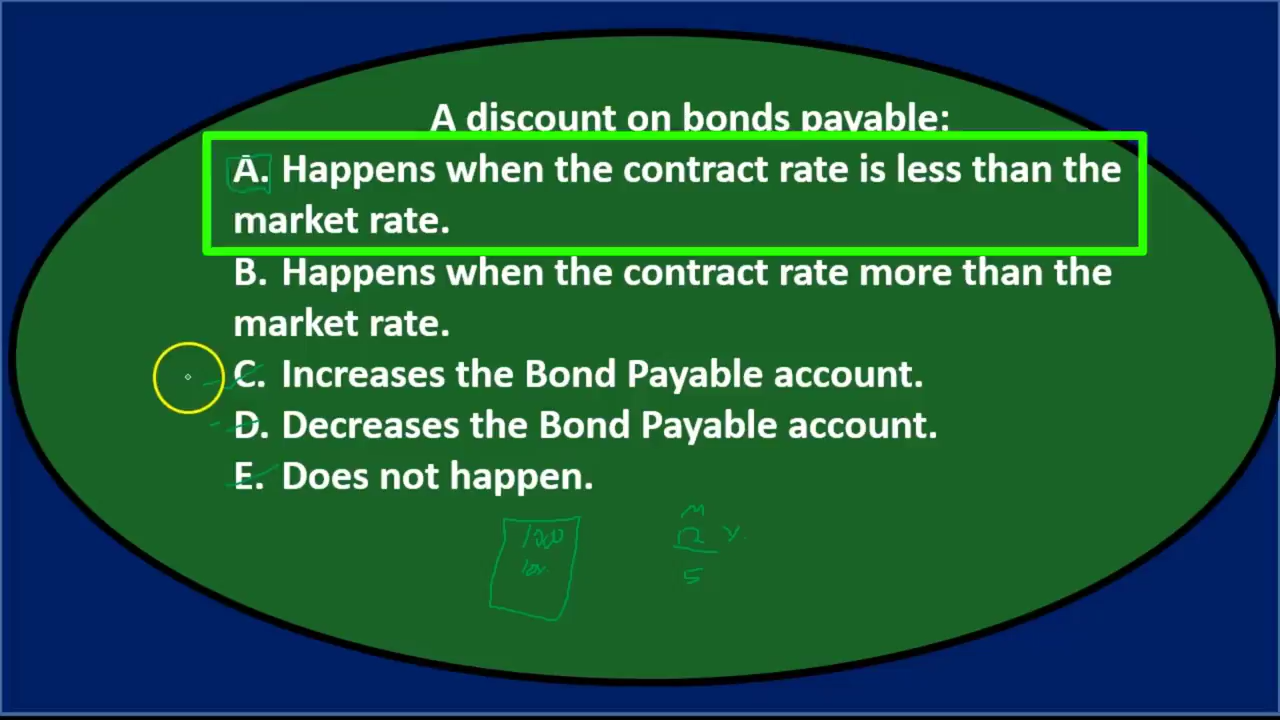 A discount on bonds payable:
A. Happens when the contract rate is less than the
market rate.
B. Happens when the contract rate more than the
market rate.
C. Increases the Bond Payable account.
D. Decreases the Bond Payable account.
E. Does not happen.
M
1000
5